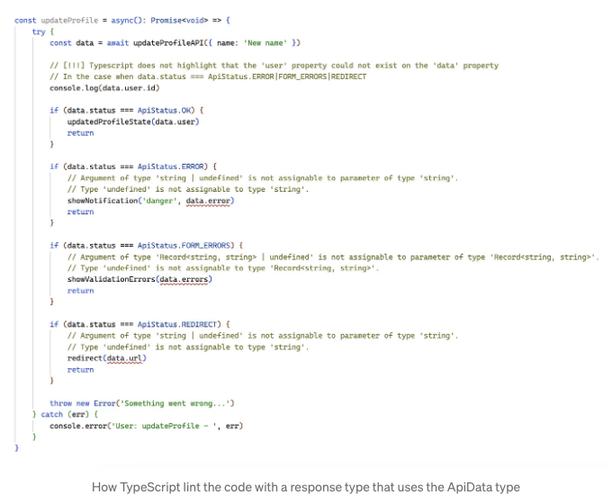 const updateProfile = async(): Promise<void> => {
try {
const data = await updateProfileAPI({ name: 'New name' })
// [!!!] Typescript does not highlight that the 'user' property could not exist on the 'data' property
// In the case when data.status === ApiStatus.ERROR|FORM_ERRORS|REDIRECT
console.log(data.user.id)
if (data.status === ApiStatus.OK) {
updatedProfileState(data.user)
return
}
if (data.status === ApiStatus.ERROR) {
// Argument of type 'string | undefined' is not assignable to parameter of type 'string'.
// Type 'undefined' is not assignable to type 'string'.
showNotification('danger', data.error)
return
}
if (data.status === ApiStatus.FORM_ERRORS) {
// Argument of type 'Record<string, string> | undefined' is not assignable to parameter of type 'Record<string, string>'.
// Type 'undefined' is not assignable to type 'Record<string, string>'.
showValidationErrors(data.errors)
return
}
if (data.status === ApiStatus.REDIRECT) {
// Argument of type 'string | undefined' is not assignable to parameter of type 'string'.
// Type 'undefined' is not assignable to type 'string'.
redirect(data.url)
return
}
throw new Error('Something went wrong...')
} catch (err) {
console.error('User: updateProfile - ', err)
}
}
How TypeScript lint the code with a response type that uses the ApiData type